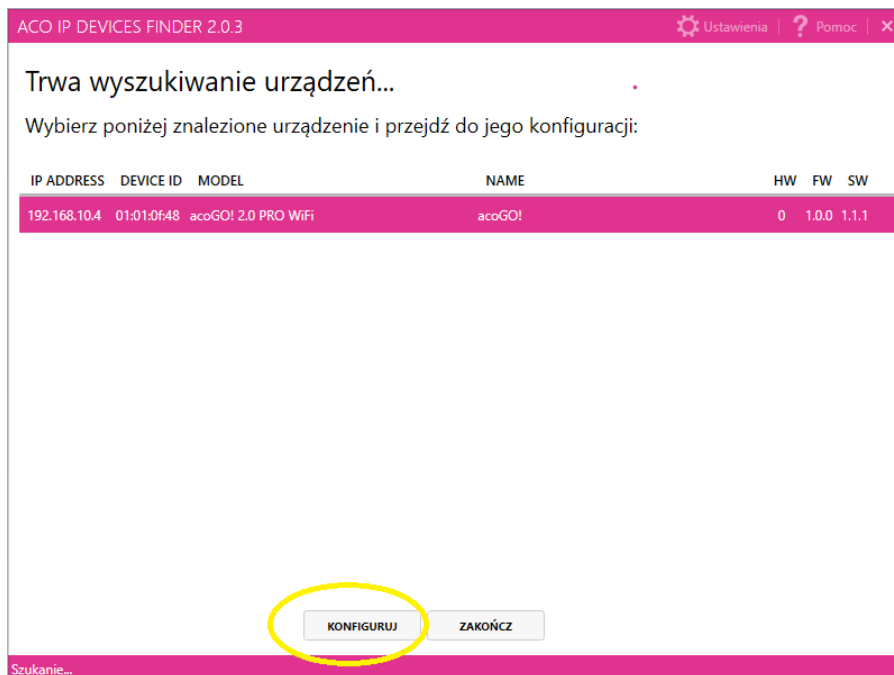 ACO IP DEVICES FINDER 2.0.3 Ustawienia ? Pomoc ×
Trwa wyszukiwanie urządzeń...
Wybierz poniżej znalezione urządzenie i przejdź do jego konfiguracji:
IP ADDRESS DEVICE ID MODEL NAME HW FW SW
192.168.10.4 01:01:0f:48 acoGO! 2.0 PRO WiFi acoGO! 0 1.0.0 1.1.1
KONFIGURUJ ZAKOŃCZ
Szukanie...